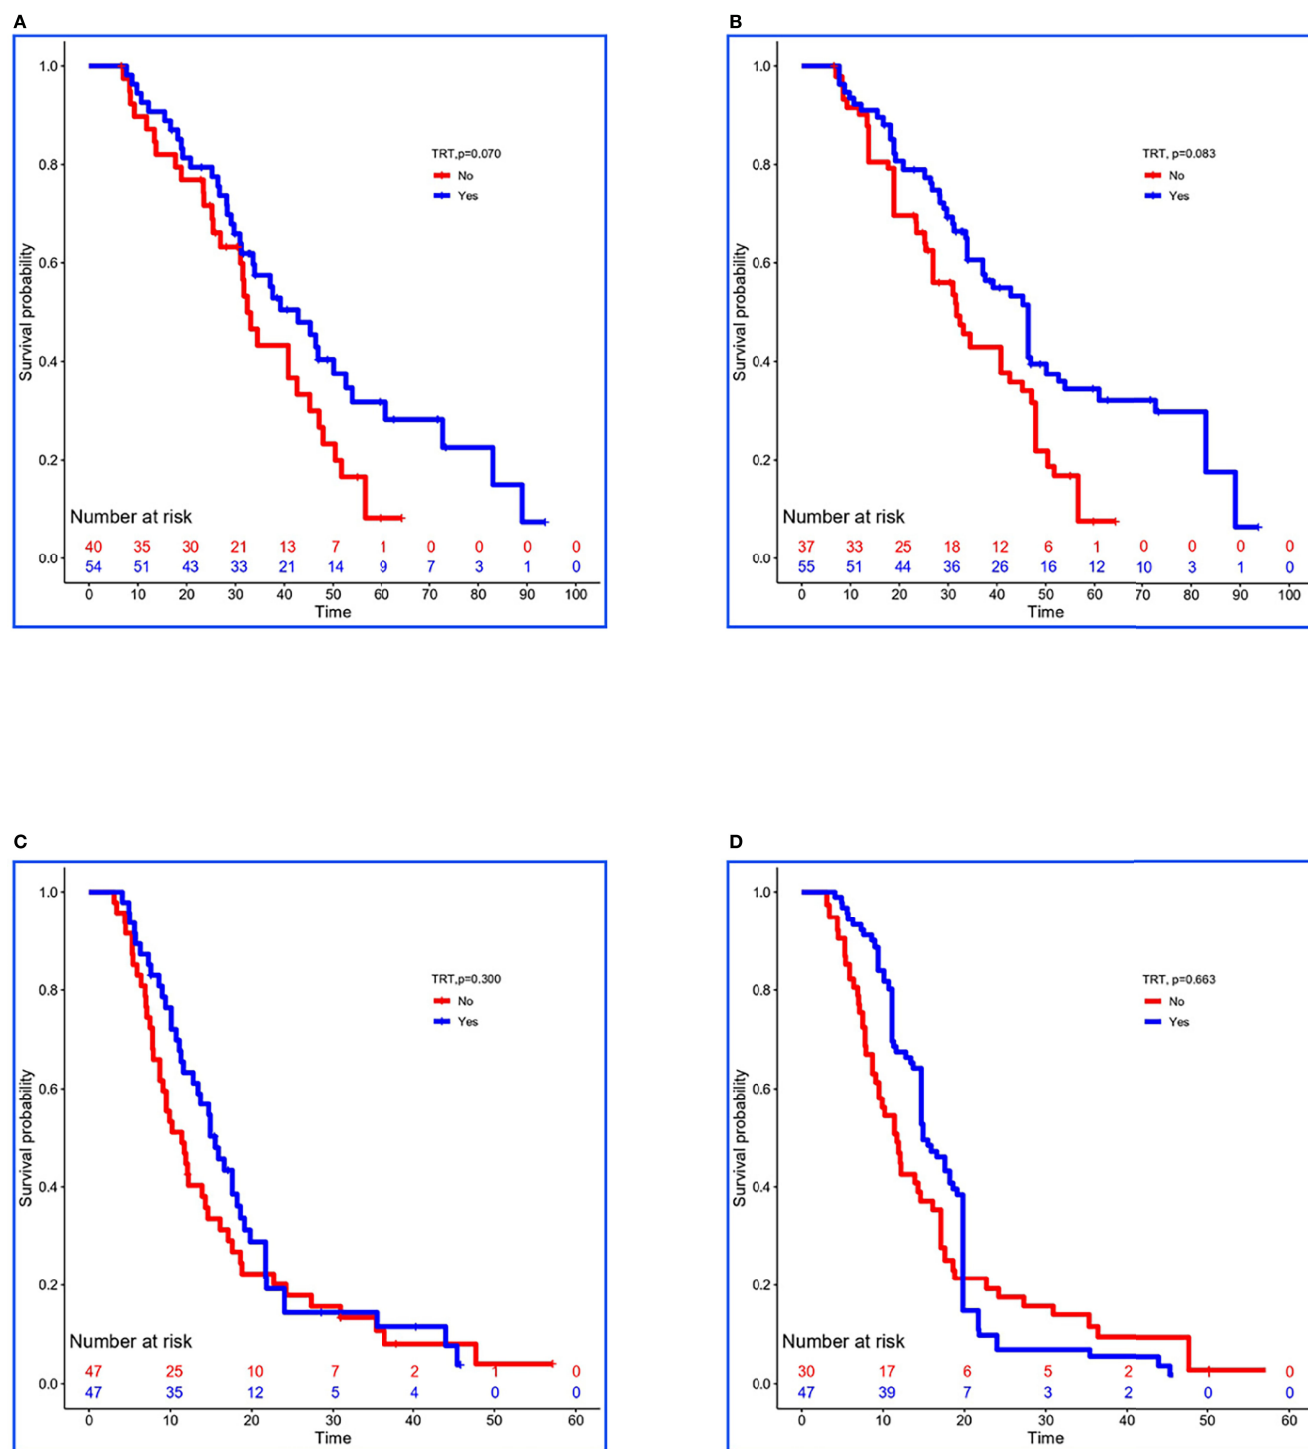 A
1.0
0.8
0.6
0.4
0.2
0.0
Survival probability
TRT,p=0.070
No
Yes
Number at risk
40 35 30 21 13 7 1 0 0 0 0
54 51 43 33 21 14 9 7 3 1 0
0 10 20 30 40 50 60 70 80 90 100
Time
B
1.0
0.8
0.6
0.4
0.2
0.0
Survival probability
TRT, p=0.083
No
Yes
Number at risk
37 33 25 18 12 6 1 0 0 0 0
55 51 44 36 26 16 12 10 3 1 0
0 10 20 30 40 50 60 70 80 90 100
Time
C
1.0
0.8
0.6
0.4
0.2
0.0
Survival probability
TRT,p=0.300
No
Yes
Number at risk
47 25 10 7 2 1 0
47 35 12 5 4 0 0
0 10 20 30 40 50 60
Time
D
1.0
0.8
0.6
0.4
0.2
0.0
Survival probability
TRT, p=0.663
No
Yes
Number at risk
30 17 6 5 2 0 0
47 39 7 3 2 0 0
0 10 20 30 40 50 60
Time